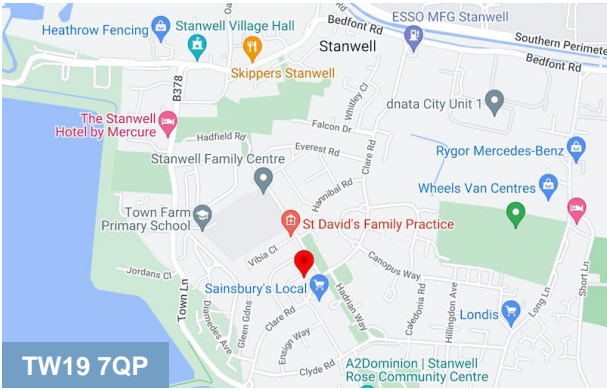 ESSO MFG Stanwell
Bedfont Rd
Heathrow Fencing
Stanwell Village Hall
Stanwell
Southern Perimete
Bedfont Rd
Skippers Stanwell
B378
Whitley Cl
dnata City Unit 1
The Stanwell
Hotel by Mercure
Falcon Dr
Hadfield Rd
Clare Rd
Everest Rd
Rygor Mercedes-Benz
Stanwell Family Centre
Hannibal Rd
Wheels Van Centres
Town Farm
Primary School
St David's Family Practice
Vibia Cl
Canopus Way
Jordans Cl
Sainsbury's Local
Town Ln
Diamedes Ave
Gleen Gdns
Clare Rd
Hadrian Way
Caledonia Rd
Hillingdon Ave
Long Ln
Short Ln
Londis
Ensign Way
TW19 7QP
Clyde Rd
A2Dominion | Stanwell
Rose Community Centre